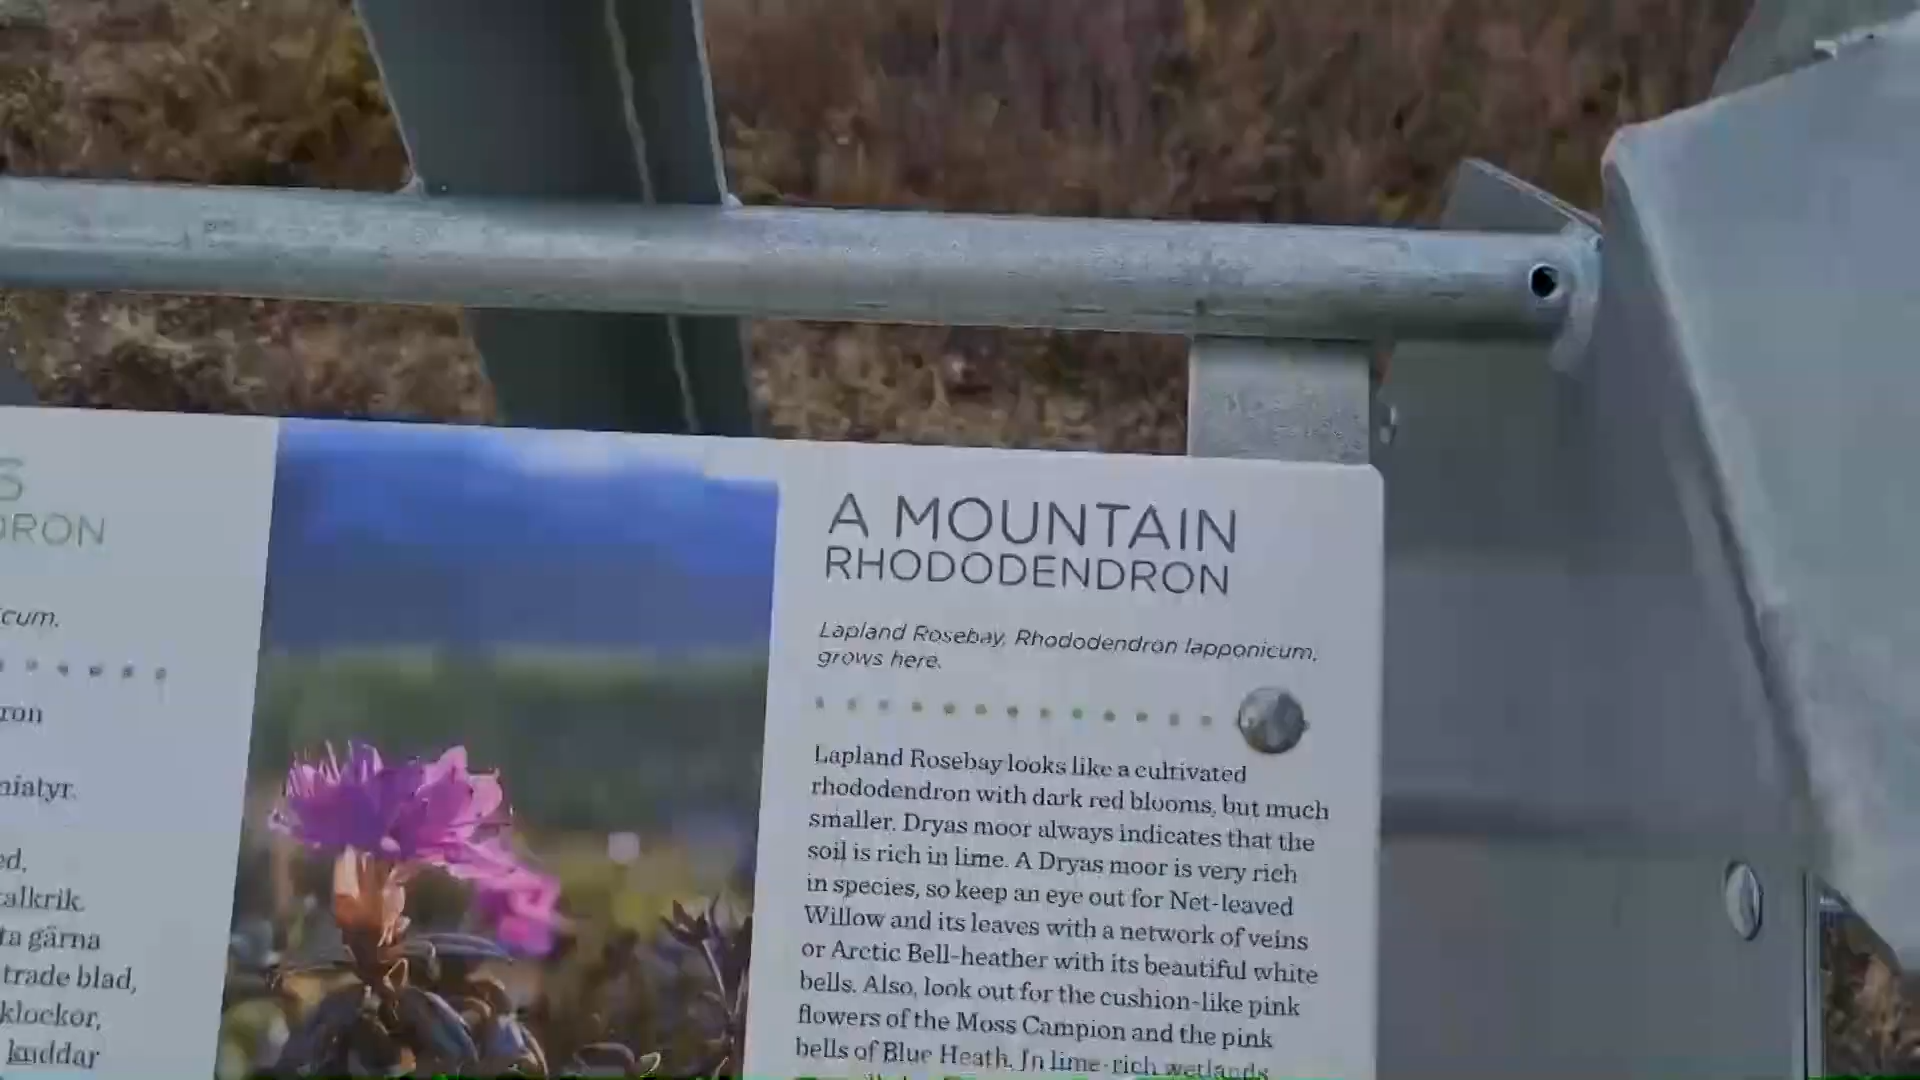 S
DRON
cum.
ron
niatyr.
ed,
talkrik.
ta gärna
trade blad,
klockor,
kuddar
A MOUNTAIN
RHODODENDRON
Lapland Rosebay, Rhododendron lapponicum,
grows here.
Lapland Rosebay looks like a cultivated
rhododendron with dark red blooms, but much
smaller. Dryas moor always indicates that the
soil is rich in lime. A Dryas moor is very rich
in species, so keep an eye out for Net-leaved
Willow and its leaves with a network of veins
or Arctic Bell-heather with its beautiful white
bells. Also, look out for the cushion-like pink
flowers of the Moss Campion and the pink
bells of Blue Heath. In lime-rich wetlands